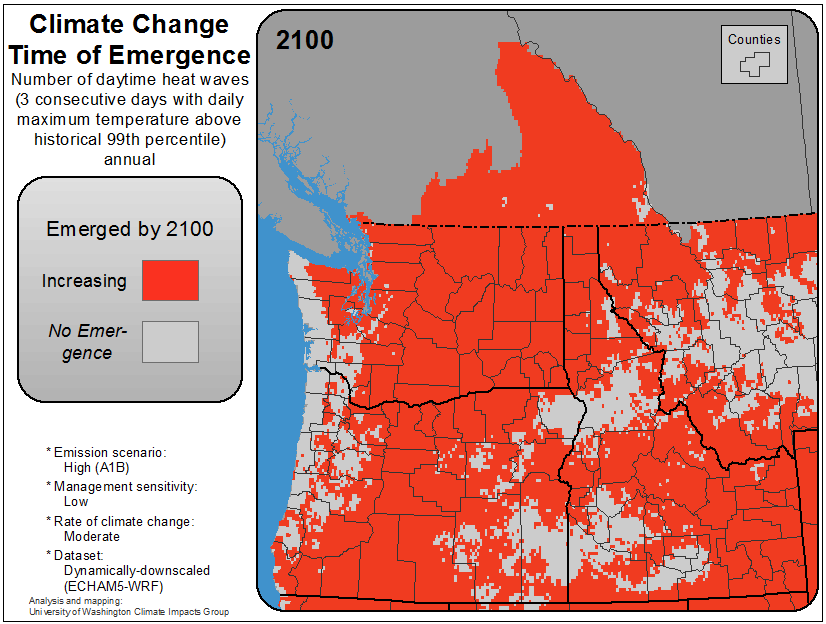 Climate Change
Time of Emergence
Number of daytime heat waves
(3 consecutive days with daily
maximum temperature above
historical 99th percentile)
annual
Emerged by 2100
Increasing
No Emer-
gence
* Emission scenario:
High (A1B)
* Management sensitivity:
Low
* Rate of climate change:
Moderate
* Dataset:
Dynamically-downscaled
(ECHAM5-WRF)
Analysis and mapping:
University of Washington Climate Impacts Group
2100
Counties